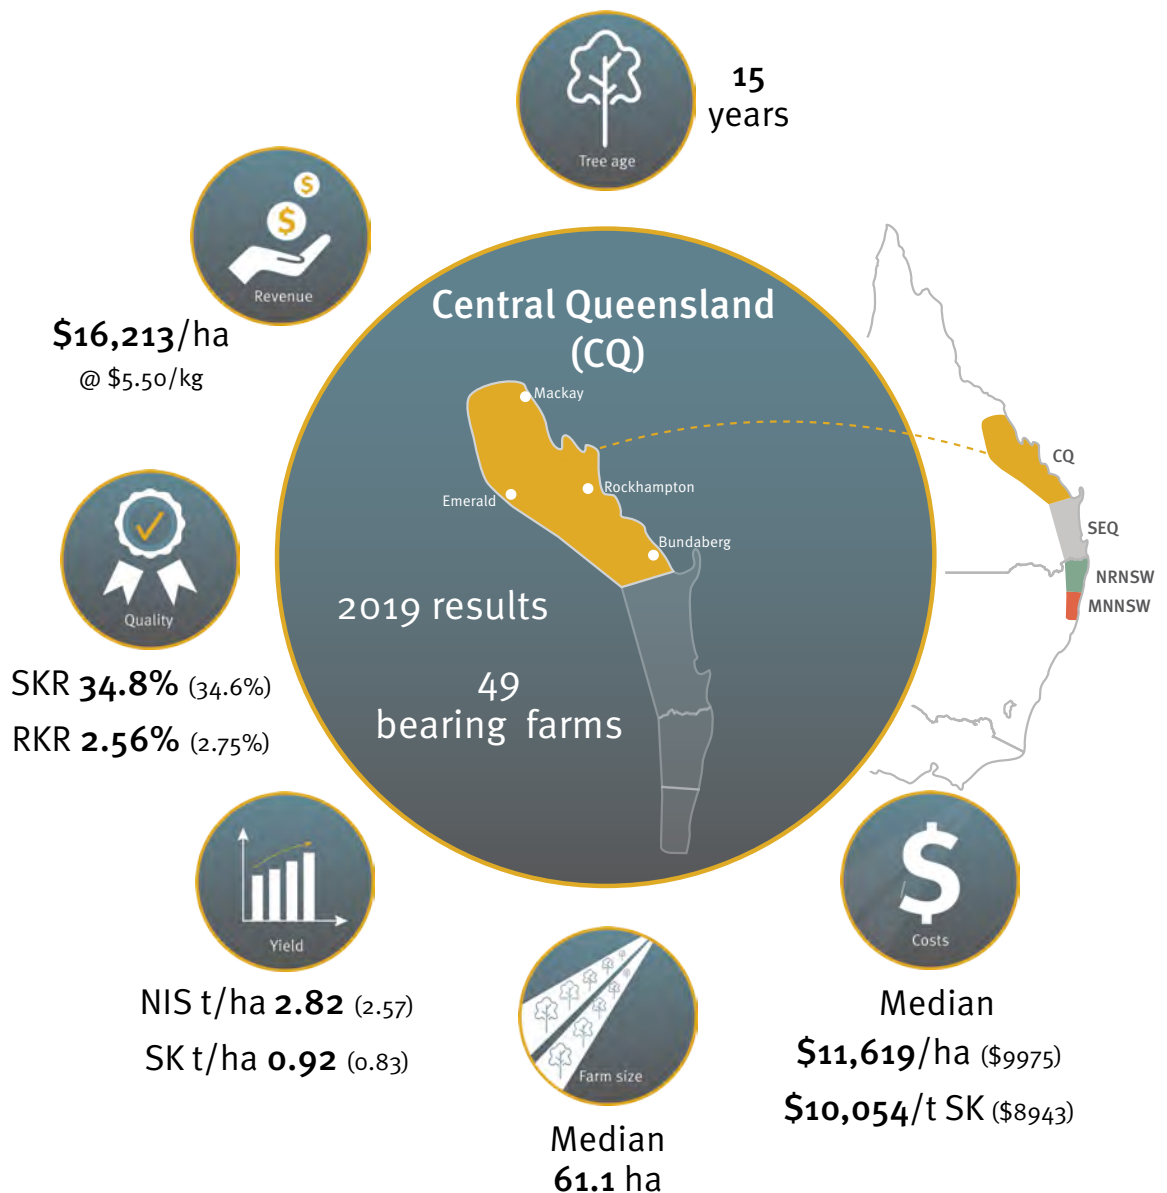 15
years
Tree age
$
$
Revenue
$16,213/ha
@ $5.50/kg
Central Queensland
(CQ)
Mackay
Rockhampton
Emerald
Bundaberg
2019 results
49
bearing farms
CQ
SEQ
NRNSW
MNNSW
Quality
SKR 34.8% (34.6%)
RKR 2.56% (2.75%)
Yield
NIS t/ha 2.82 (2.57)
SK t/ha 0.92 (0.83)
Farm size
Median
61.1 ha
$
Costs
Median
$11,619/ha ($9975)
$10,054/t SK ($8943)